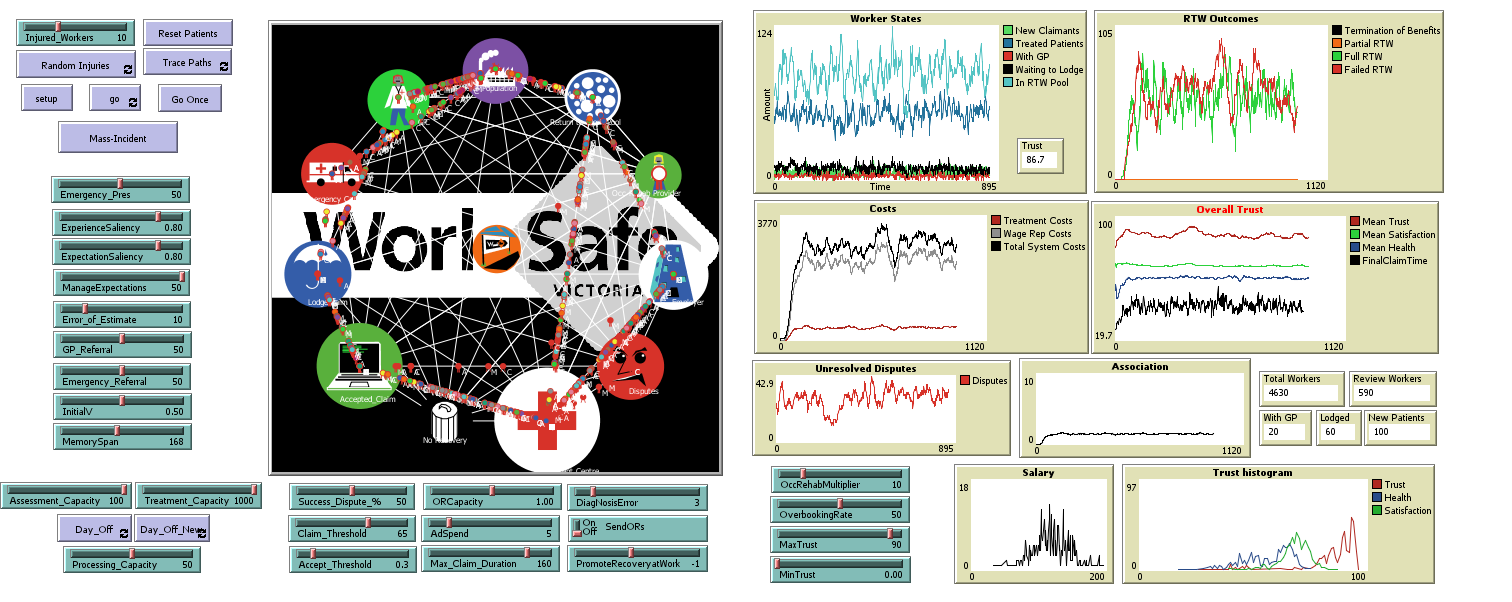 Injured_Workers 10
Reset Patients
Random Injuries
Trace Paths
setup
go
Go Once
Mass-Incident
Emergency_Pres 50
ExperienceSaliency 0.80
ExpectationSaliency 0.80
ManageExpectations 50
Error_of_Estimate 10
GP_Referral 50
Emergency_Referral 50
InitialV 0.50
MemorySpan 168
Assessment_Capacity 100
Treatment_Capacity 1000
Day_Off
Day_Off_New
Processing_Capacity 50
Population
Lodge
Accepted_Claim
No Recovery
Disputes
VICTORIA
Success_Dispute_% 50
ORCapacity 1.00
DiagNosisError 3
Claim_Threshold 65
AdSpend 5
On
Off
SendORs
Accept_Threshold 0.3
Max_Claim_Duration 160
PromoteRecoveryatWork -1
Worker States
124
Amount
0
0
Time
895
New Claimants
Treated Patients
With GP
Waiting to Lodge
In RTW Pool
Trust
86.7
RTW Outcomes
105
0
0
1120
Termination of Benefits
Partial RTW
Full RTW
Failed RTW
Costs
3770
0
0
1120
Treatment Costs
Wage Rep Costs
Total System Costs
Overall Trust
100
19.7
0
1120
Mean Trust
Mean Satisfaction
Mean Health
FinalClaimTime
Unresolved Disputes
42.9
0
0
895
Disputes
Association
10
0
0
1120
Total Workers
4630
Review Workers
590
With GP
20
Lodged
60
New Patients
100
OccRehabMultiplier 10
OverbookingRate 50
MaxTrust 90
MinTrust 0.00
Salary
18
0
0
200
Trust histogram
97
0
0
100
Trust
Health
Satisfaction